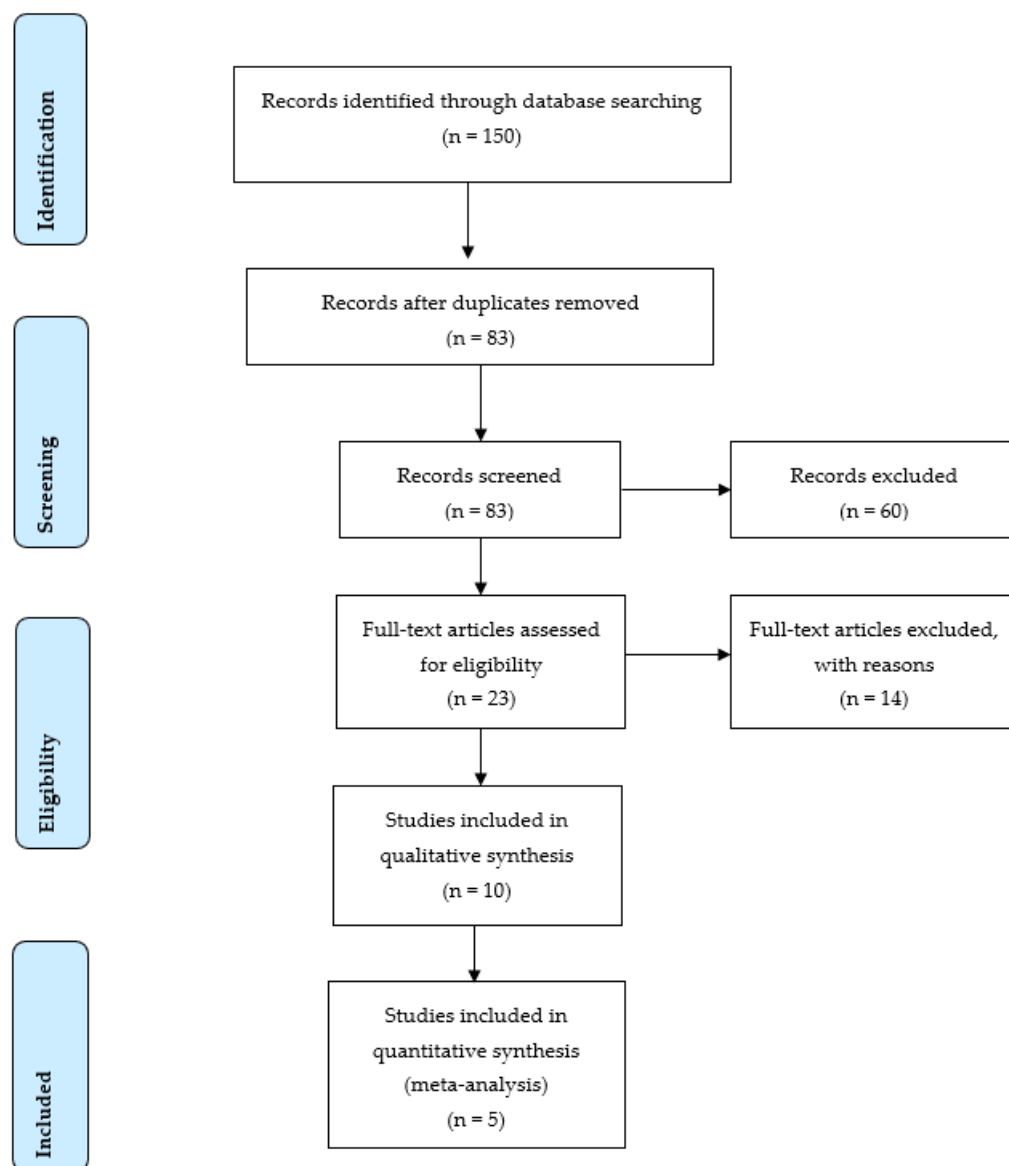 Identification
Records identified through database searching
(n = 150)
Records after duplicates removed
(n = 83)
Screening
Records screened
(n = 83)
Records excluded
(n = 60)
Eligibility
Full-text articles assessed
for eligibility
(n = 23)
Full-text articles excluded,
with reasons
(n = 14)
Studies included in
qualitative synthesis
(n = 10)
Included
Studies included in
quantitative synthesis
(meta-analysis)
(n = 5)